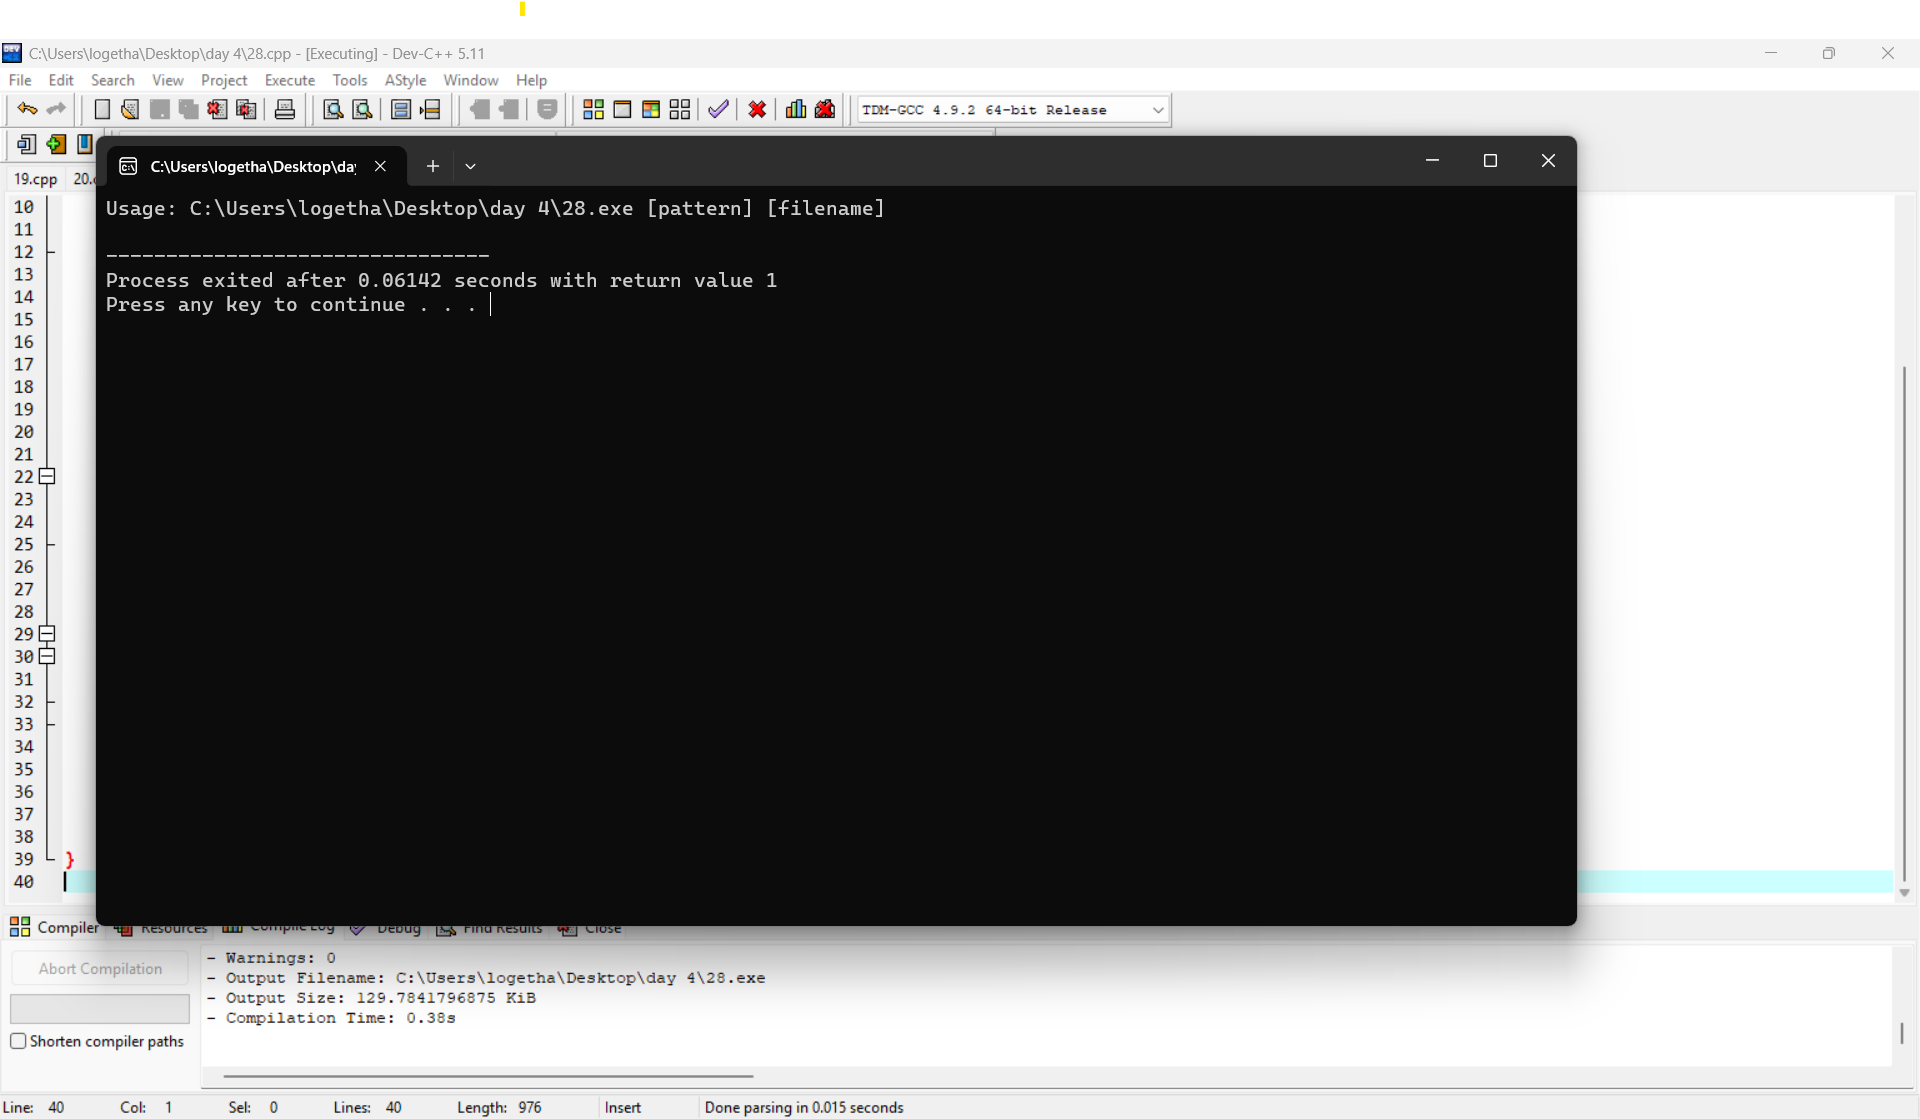 C:\Users\logetha\Desktop\day 4\28.cpp - [Executing] - Dev-C++ 5.11
File Edit Search View Project Execute Tools AStyle Window Help
TDM-GCC 4.9.2 64-bit Release
19.cpp 20.
C:\Users\logetha\Desktop\day
Usage: C:\Users\logetha\Desktop\day 4\28.exe [pattern] [filename]
--------------------------------
Process exited after 0.06142 seconds with return value 1
Press any key to continue . . .
10
11
12
13
14
15
16
17
18
19
20
21
22
23
24
25
26
27
28
29
30
31
32
33
34
35
36
37
38
39 }
40
Compiler Resources Compile Log Debug Find Results Close
Abort Compilation
Shorten compiler paths
- Warnings: 0
- Output Filename: C:\Users\logetha\Desktop\day 4\28.exe
- Output Size: 129.7841796875 KiB
- Compilation Time: 0.38s
Line: 40 Col: 1 Sel: 0 Lines: 40 Length: 976 Insert Done parsing in 0.015 seconds